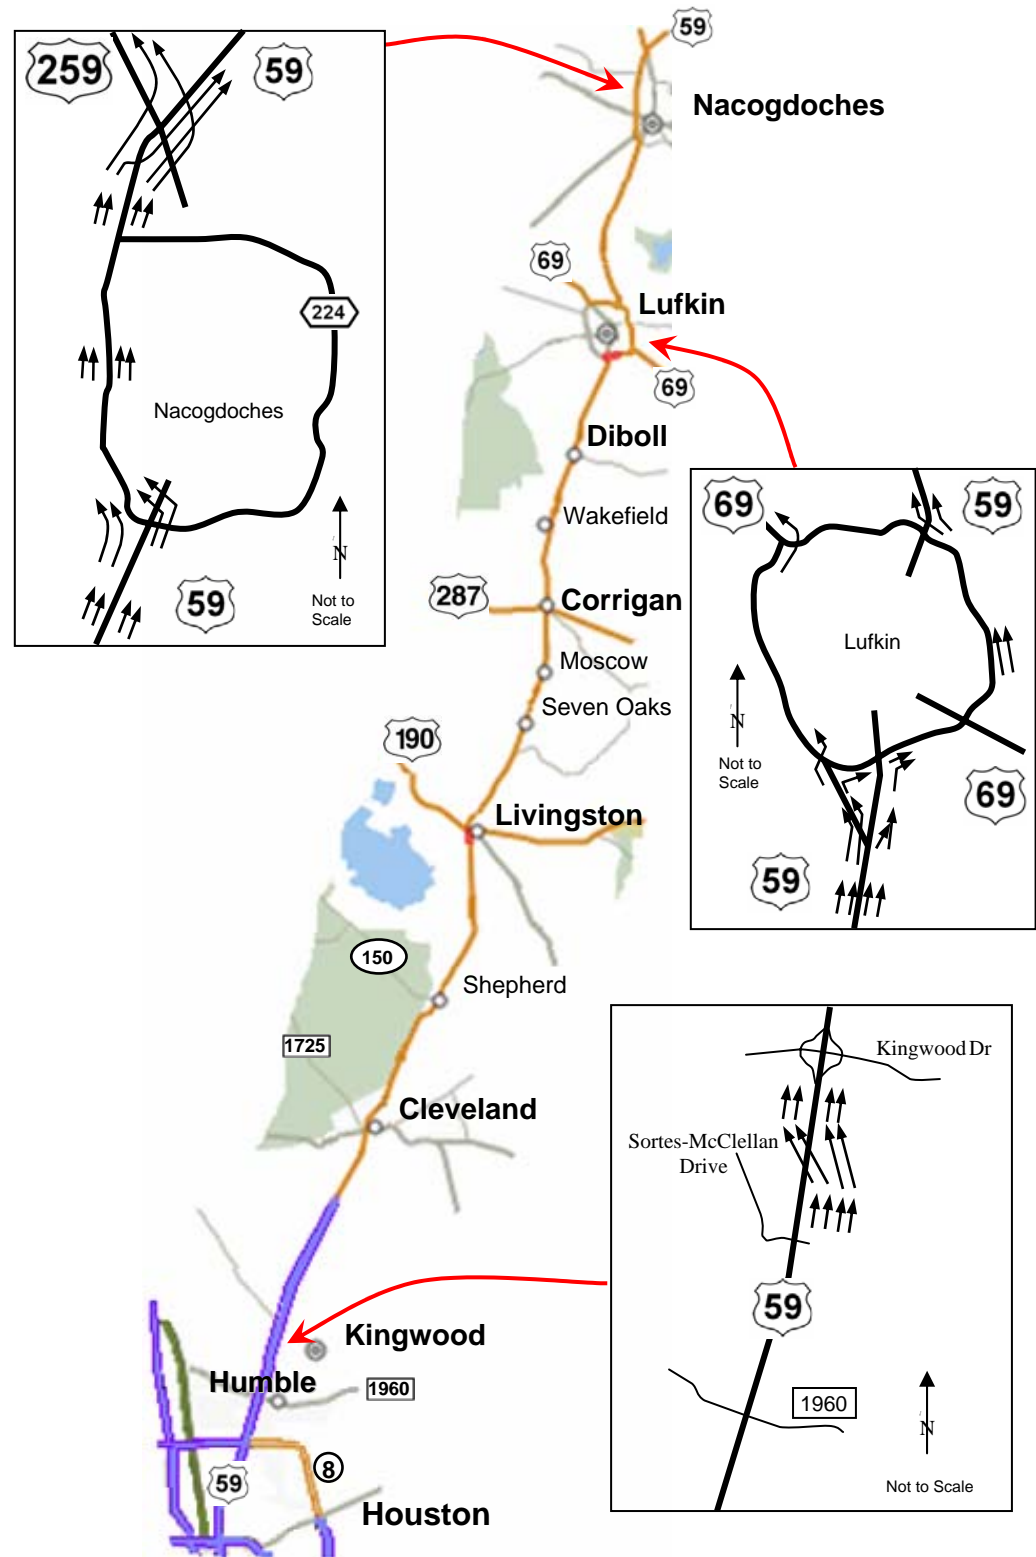 259
59
224
Nacogdoches
59
N
Not to
Scale
59
Nacogdoches
69
Lufkin
69
Diboll
Wakefield
287
Corrigan
Moscow
Seven Oaks
190
Livingston
150
Shepherd
1725
Cleveland
Kingwood
Humble
1960
8
59
Houston
69
59
Lufkin
N
Not to
Scale
69
59
Kingwood Dr
Sortes-McClellan
Drive
59
1960
N
Not to Scale